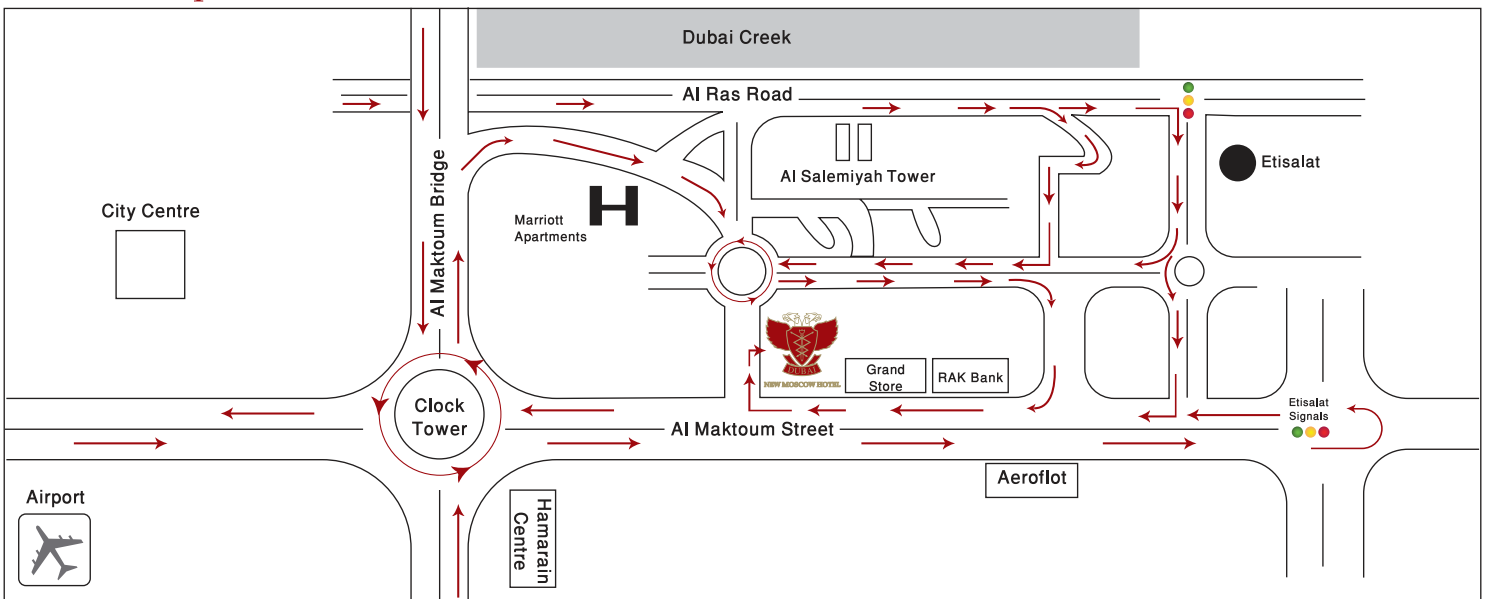 Dubai Creek
Al Ras Road
Al Maktoum Bridge
Al Salemiyah Tower
Etisalat
City Centre
Marriott
Apartments
DUBAI
NEW MOSCOW HOTEL
Grand
Store
RAK Bank
Clock
Tower
Al Maktoum Street
Etisalat
Signals
Airport
Hamarain
Centre
Aeroflot